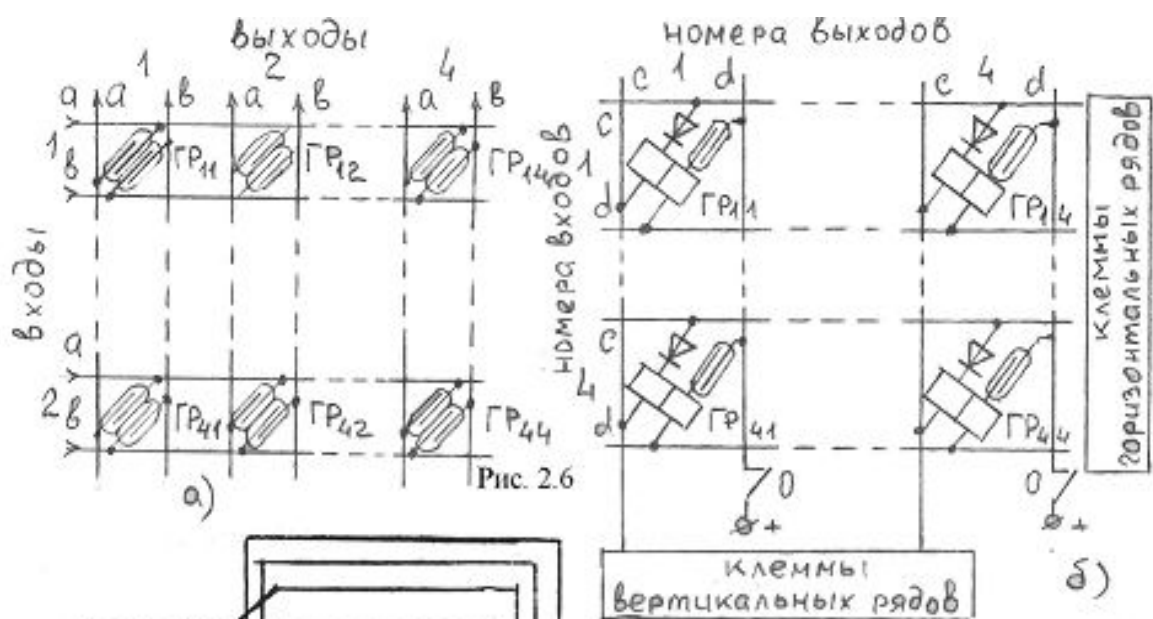 выходы
1 2 4
а а в а в а в
1 в
ГР11 ГР12 ГР14
входы
а
2 в
ГР41 ГР42 ГР44
а)
Рис. 2.6
номера выходов
c 1 d c 4 d
номера входов
c
1
d
ГР11 ГР14
c
4
d
ГР41 ГР44
0 0
+ +
клеммы
горизонтальных рядов
клеммы
вертикальных рядов
б)